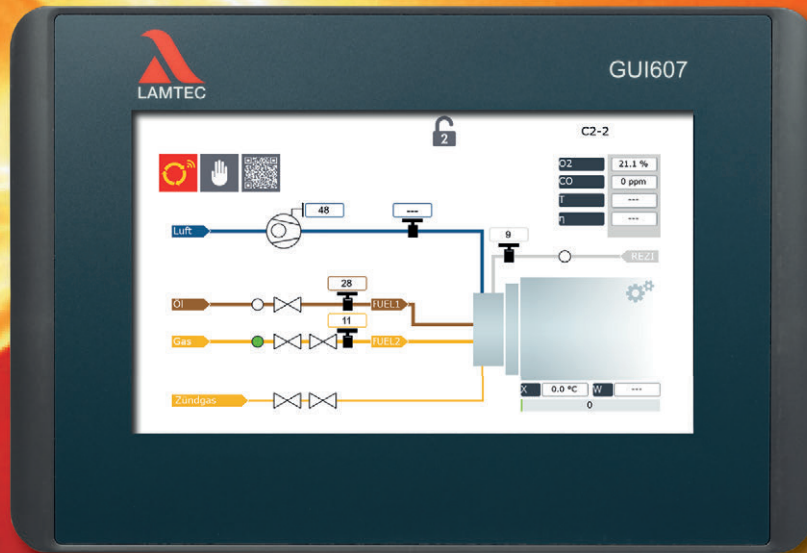 LAMTEC
GUI607
2
C2-2
O2 21.1 %
CO 0 ppm
T ---
η ---
48
---
Luft
9
REZI
28
Öl
FUEL1
11
Gas
FUEL2
X 0.0 °C W ---
0
Zündgas